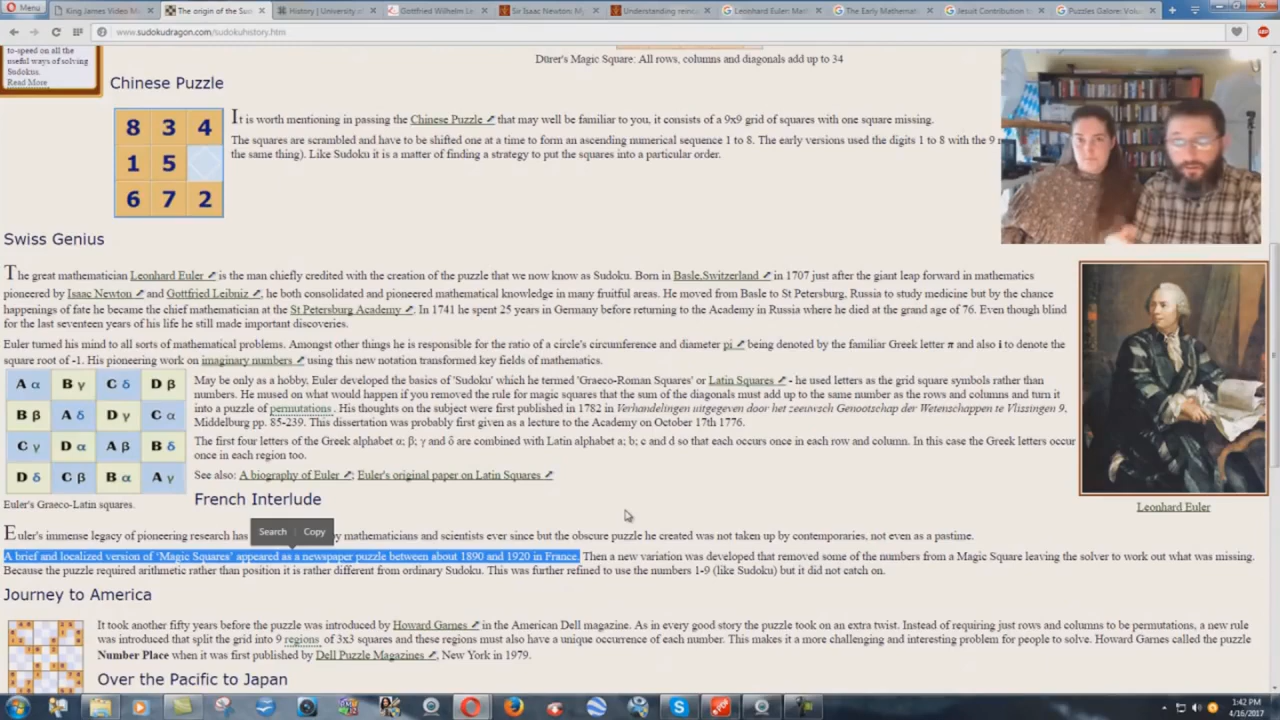 Menu
King James Video M
The origin of the Su
History | University o
Gottfried Wilhelm Le
Sir Isaac Newton: My
Understanding reinc
Leonhard Euler: Mat
The Early Mathemat
Jesuit Contribution t
Puzzles Galore: Volu
www.sudokudragon.com/sudokuhistory.htm
to-speed on all the
useful ways of solving
Sudokus.
Read More
Dürer's Magic Square: All rows, columns and diagonals add up to 34
Chinese Puzzle
8 3 4
1 5
6 7 2
It is worth mentioning in passing the Chinese Puzzle that may well be familiar to you, it consists of a 9x9 grid of squares with one square missing.
The squares are scrambled and have to be shifted one at a time to form an ascending numerical sequence 1 to 8. The early versions used the digits 1 to 8 with the 9
the same thing). Like Sudoku it is a matter of finding a strategy to put the squares into a particular order.
Swiss Genius
The great mathematician Leonhard Euler is the man chiefly credited with the creation of the puzzle that we now know as Sudoku. Born in Basle,Switzerland in 1707 just after the giant leap forward in mathematics
pioneered by Isaac Newton and Gottfried Leibniz, he both consolidated and pioneered mathematical knowledge in many fruitful areas. He moved from Basle to St Petersburg, Russia to study medicine but by the chance
happenings of fate he became the chief mathematician at the St Petersburg Academy. In 1741 he spent 25 years in Germany before returning to the Academy in Russia where he died at the grand age of 76. Even though blind
for the last seventeen years of his life he still made important discoveries.
Euler turned his mind to all sorts of mathematical problems. Amongst other things he is responsible for the ratio of a circle's circumference and diameter pi being denoted by the familiar Greek letter π and also i to denote the
square root of -1. His pioneering work on imaginary numbers using this new notation transformed key fields of mathematics.
A α B γ C δ D β
B β A δ D γ C α
C γ D α A β B δ
D δ C β B α A γ
Euler's Graeco-Latin squares.
May be only as a hobby, Euler developed the basics of 'Sudoku' which he termed 'Graeco-Roman Squares' or Latin Squares - he used letters as the grid square symbols rather than
numbers. He mused on what would happen if you removed the rule for magic squares that the sum of the diagonals must add up to the same number as the rows and columns and turn it
into a puzzle of permutations. His thoughts on the subject were first published in 1782 in Verhandelingen uitgegeven door het zeeuwsch Genootschap der Wetenschappen te Vlissingen 9,
Middelburg pp. 85-239. This dissertation was probably first given as a lecture to the Academy on October 17th 1776.
The first four letters of the Greek alphabet α; β; γ and δ are combined with Latin alphabet a; b; c and d so that each occurs once in each row and column. In this case the Greek letters occur
once in each region too.
See also: A biography of Euler; Euler's original paper on Latin Squares
Leonhard Euler
French Interlude
Search Copy
Euler's immense legacy of pioneering research has y mathematicians and scientists ever since but the obscure puzzle he created was not taken up by contemporaries, not even as a pastime.
A brief and localized version of 'Magic Squares' appeared as a newspaper puzzle between about 1890 and 1920 in France. Then a new variation was developed that removed some of the numbers from a Magic Square leaving the solver to work out what was missing.
Because the puzzle required arithmetic rather than position it is rather different from ordinary Sudoku. This was further refined to use the numbers 1-9 (like Sudoku) but it did not catch on.
Journey to America
It took another fifty years before the puzzle was introduced by Howard Garnes in the American Dell magazine. As in every good story the puzzle took on an extra twist. Instead of requiring just rows and columns to be permutations, a new rule
was introduced that split the grid into 9 regions of 3x3 squares and these regions must also have a unique occurrence of each number. This makes it a more challenging and interesting problem for people to solve. Howard Garnes called the puzzle
Number Place when it was first published by Dell Puzzle Magazines, New York in 1979.
Over the Pacific to Japan
1:42 PM
4/16/2017